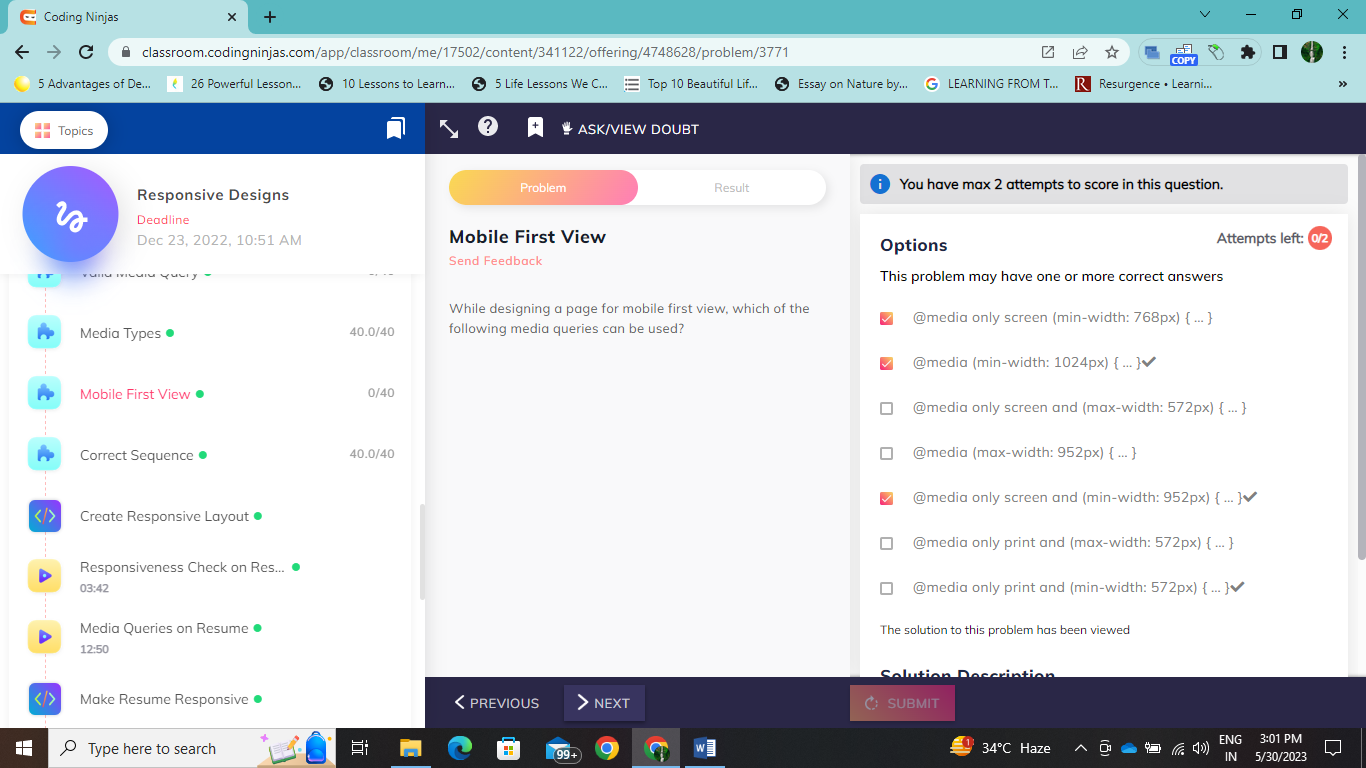 Coding Ninjas
classroom.codingninjas.com/app/classroom/me/17502/content/341122/offering/4748628/problem/3771
COPY
5 Advantages of De...
26 Powerful Lesson...
10 Lessons to Learn...
5 Life Lessons We C...
Top 10 Beautiful Lif...
Essay on Nature by...
LEARNING FROM T...
Resurgence • Learni...
Topics
Responsive Designs
Deadline
Dec 23, 2022, 10:51 AM
Valid Media Query
Media Types
40.0/40
Mobile First View
0/40
Correct Sequence
40.0/40
Create Responsive Layout
Responsiveness Check on Res...
03:42
Media Queries on Resume
12:50
Make Resume Responsive
ASK/VIEW DOUBT
Problem
Result
Mobile First View
Send Feedback
While designing a page for mobile first view, which of the
following media queries can be used?
You have max 2 attempts to score in this question.
Options
Attempts left: 0/2
This problem may have one or more correct answers
@media only screen (min-width: 768px) { ... }
@media (min-width: 1024px) { ... }
@media only screen and (max-width: 572px) { ... }
@media (max-width: 952px) { ... }
@media only screen and (min-width: 952px) { ... }
@media only print and (max-width: 572px) { ... }
@media only print and (min-width: 572px) { ... }
The solution to this problem has been viewed
Solution Description
PREVIOUS
NEXT
SUBMIT
Type here to search
99+
1
34°C Haze
ENG
IN
3:01 PM
5/30/2023